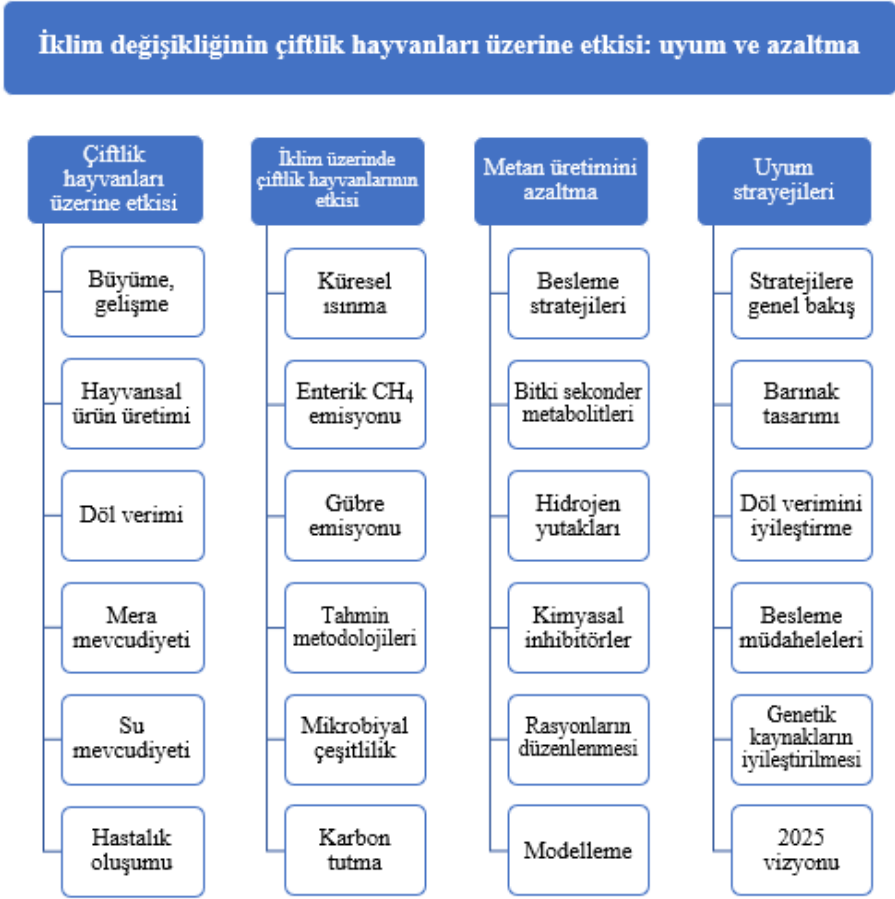 İklim değişikliğinin çiftlik hayvanları üzerine etkisi: uyum ve azaltma
Çiftlik
hayvanları
üzerine etkisi
Büyüme,
gelişme
Hayvansal
ürün üretimi
Döl verimi
Mera
mevcudiyeti
Su
mevcudiyeti
Hastalık
oluşumu
İklim üzerinde
çiftlik hayvanlarının
etkisi
Küresel
ısınma
Enterik CH₄
emisyonu
Gübre
emisyonu
Tahmin
metodolojileri
Mikrobiyal
çeşitlilik
Karbon
tutma
Metan üretimini
azaltma
Besleme
stratejileri
Bitki sekonder
metabolitleri
Hidrojen
yutakları
Kimyasal
inhibitörler
Rasyonların
düzenlenmesi
Modelleme
Uyum
strayejileri
Stratejilere
genel bakış
Barınak
tasarımı
Döl verimini
iyileştirme
Besleme
müdaheleleri
Genetik
kaynakların
iyileştirilmesi
2025
vizyonu